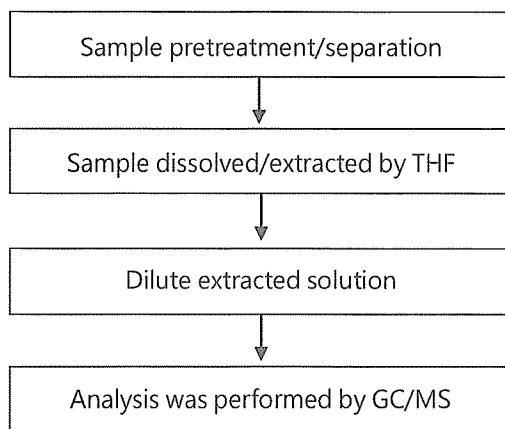 Sample pretreatment/separation
Sample dissolved/extracted by THF
Dilute extracted solution
Analysis was performed by GC/MS